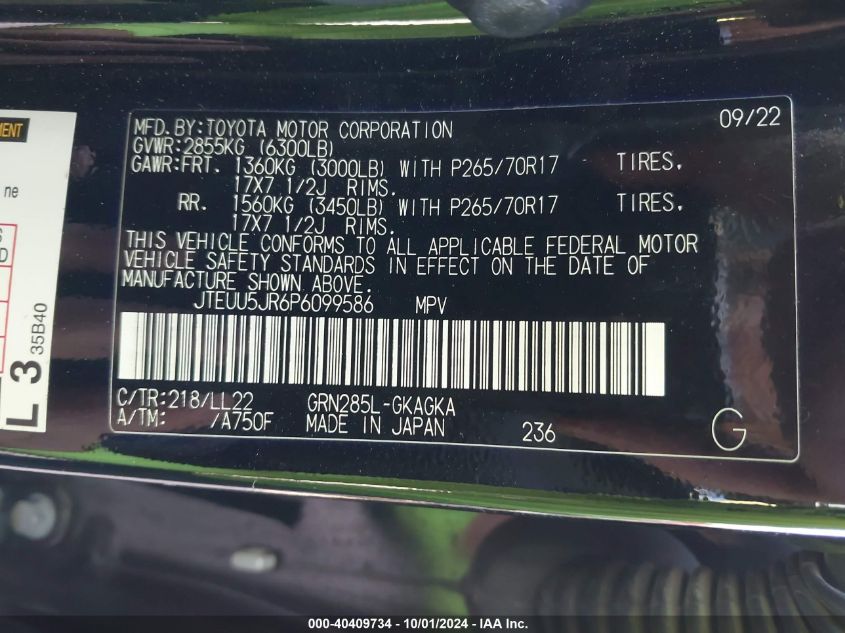 MFD.BY:TOYOTA MOTOR CORPORATION 09/22
GVWR:2855KG (6300LB)
GAWR:FRT. 1360KG (3000LB) WITH P265/70R17 TIRES.
17X7 1/2J RIMS.
RR. 1560KG (3450LB) WITH P265/70R17 TIRES.
17X7 1/2J RIMS.
THIS VEHICLE CONFORMS TO ALL APPLICABLE FEDERAL MOTOR
VEHICLE SAFETY STANDARDS IN EFFECT ON THE DATE OF
MANUFACTURE SHOWN ABOVE.
JTEUU5JR6P6099586 MPV
C/TR:218/LL22 GRN285L-GKAGKA
A/TM: /A750F MADE IN JAPAN 236 G
ne
L 3
35B40
000-40409734 - 10/01/2024 - IAA Inc.